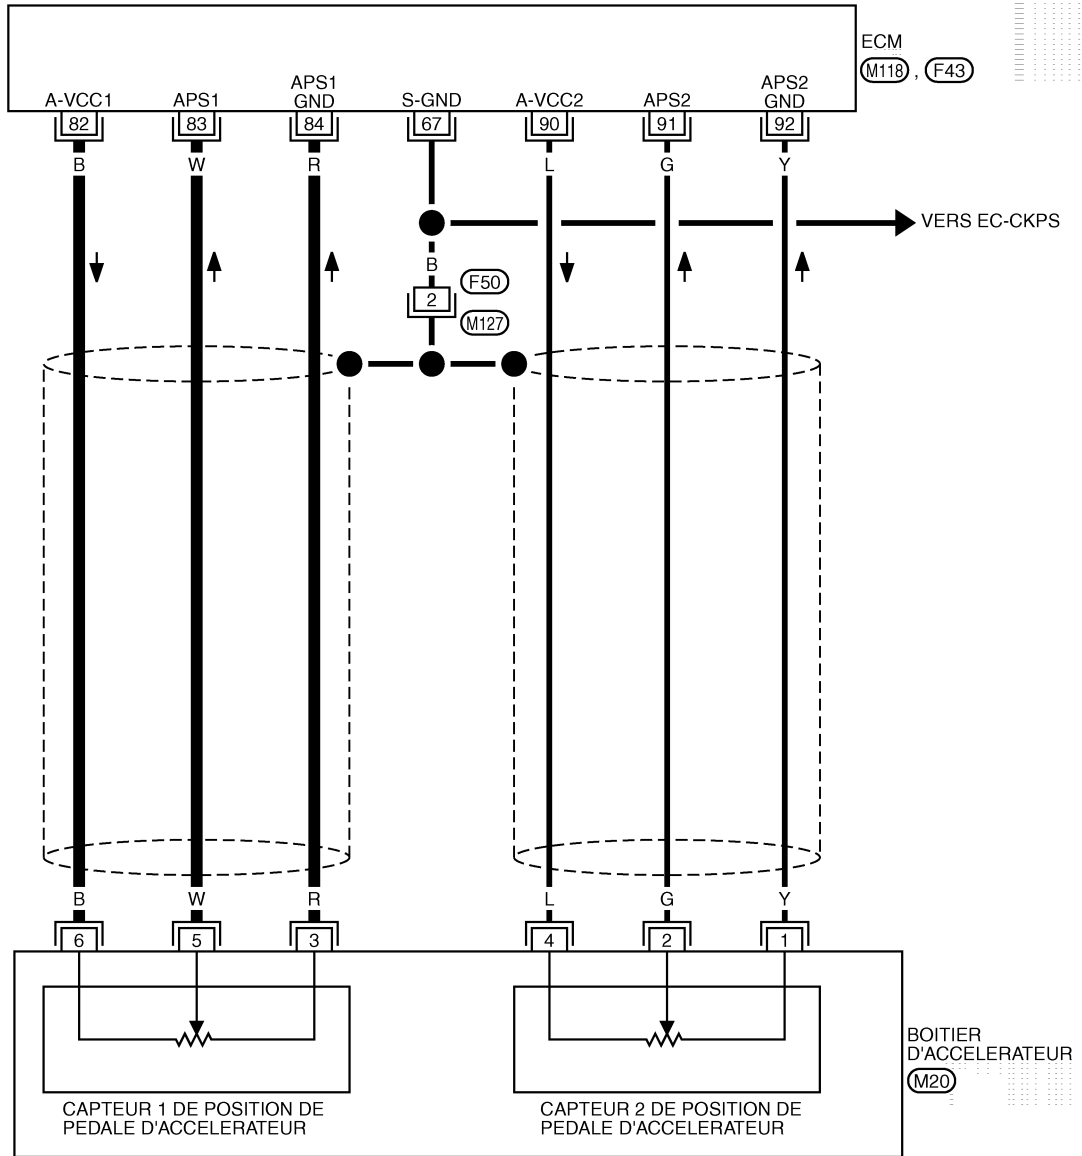 ECM
M118 , F43
A-VCC1 APS1 APS1 GND S-GND A-VCC2 APS2 APS2 GND
82 83 84 67 90 91 92
B W R L G Y
VERS EC-CKPS
B
F50
2
M127
B W R L G Y
6 5 3 4 2 1
BOITIER
D'ACCELERATEUR
M20
CAPTEUR 1 DE POSITION DE
PEDALE D'ACCELERATEUR
CAPTEUR 2 DE POSITION DE
PEDALE D'ACCELERATEUR